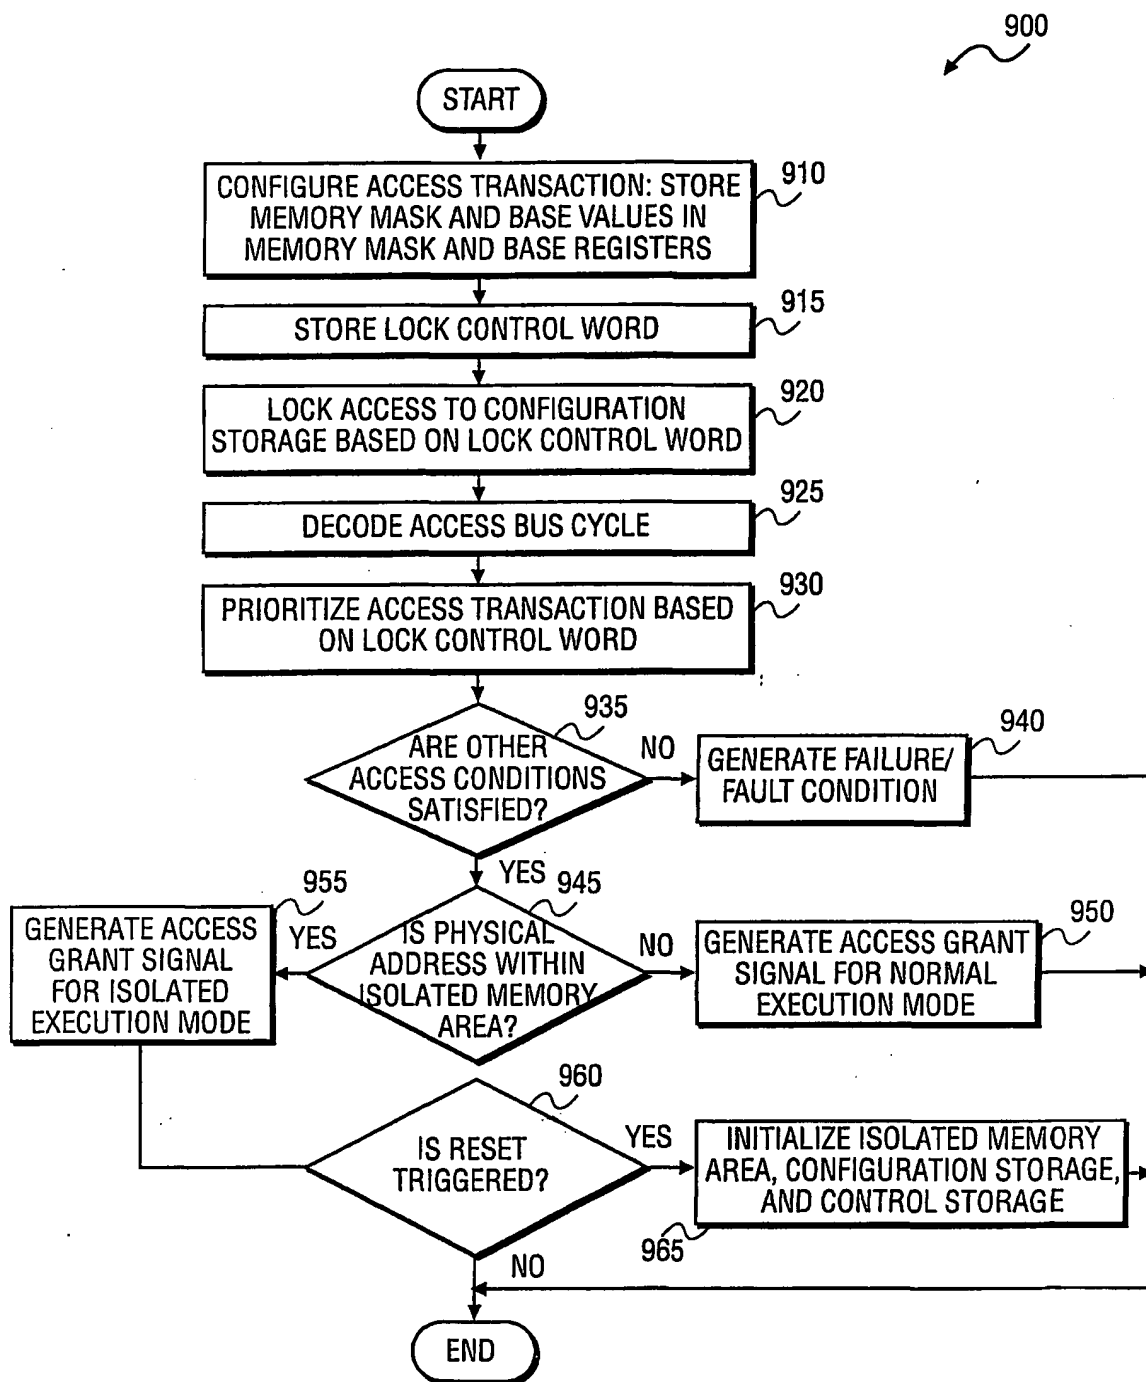 900
START
910
CONFIGURE ACCESS TRANSACTION: STORE
MEMORY MASK AND BASE VALUES IN
MEMORY MASK AND BASE REGISTERS
915
STORE LOCK CONTROL WORD
920
LOCK ACCESS TO CONFIGURATION
STORAGE BASED ON LOCK CONTROL WORD
925
DECODE ACCESS BUS CYCLE
930
PRIORITIZE ACCESS TRANSACTION BASED
ON LOCK CONTROL WORD
935
ARE OTHER
ACCESS CONDITIONS
SATISFIED?
NO
940
GENERATE FAILURE/
FAULT CONDITION
YES
945
IS PHYSICAL
ADDRESS WITHIN
ISOLATED MEMORY
AREA?
YES
955
GENERATE ACCESS
GRANT SIGNAL
FOR ISOLATED
EXECUTION MODE
NO
950
GENERATE ACCESS GRANT
SIGNAL FOR NORMAL
EXECUTION MODE
960
IS RESET
TRIGGERED?
YES
INITIALIZE ISOLATED MEMORY
AREA, CONFIGURATION STORAGE,
AND CONTROL STORAGE
965
NO
END